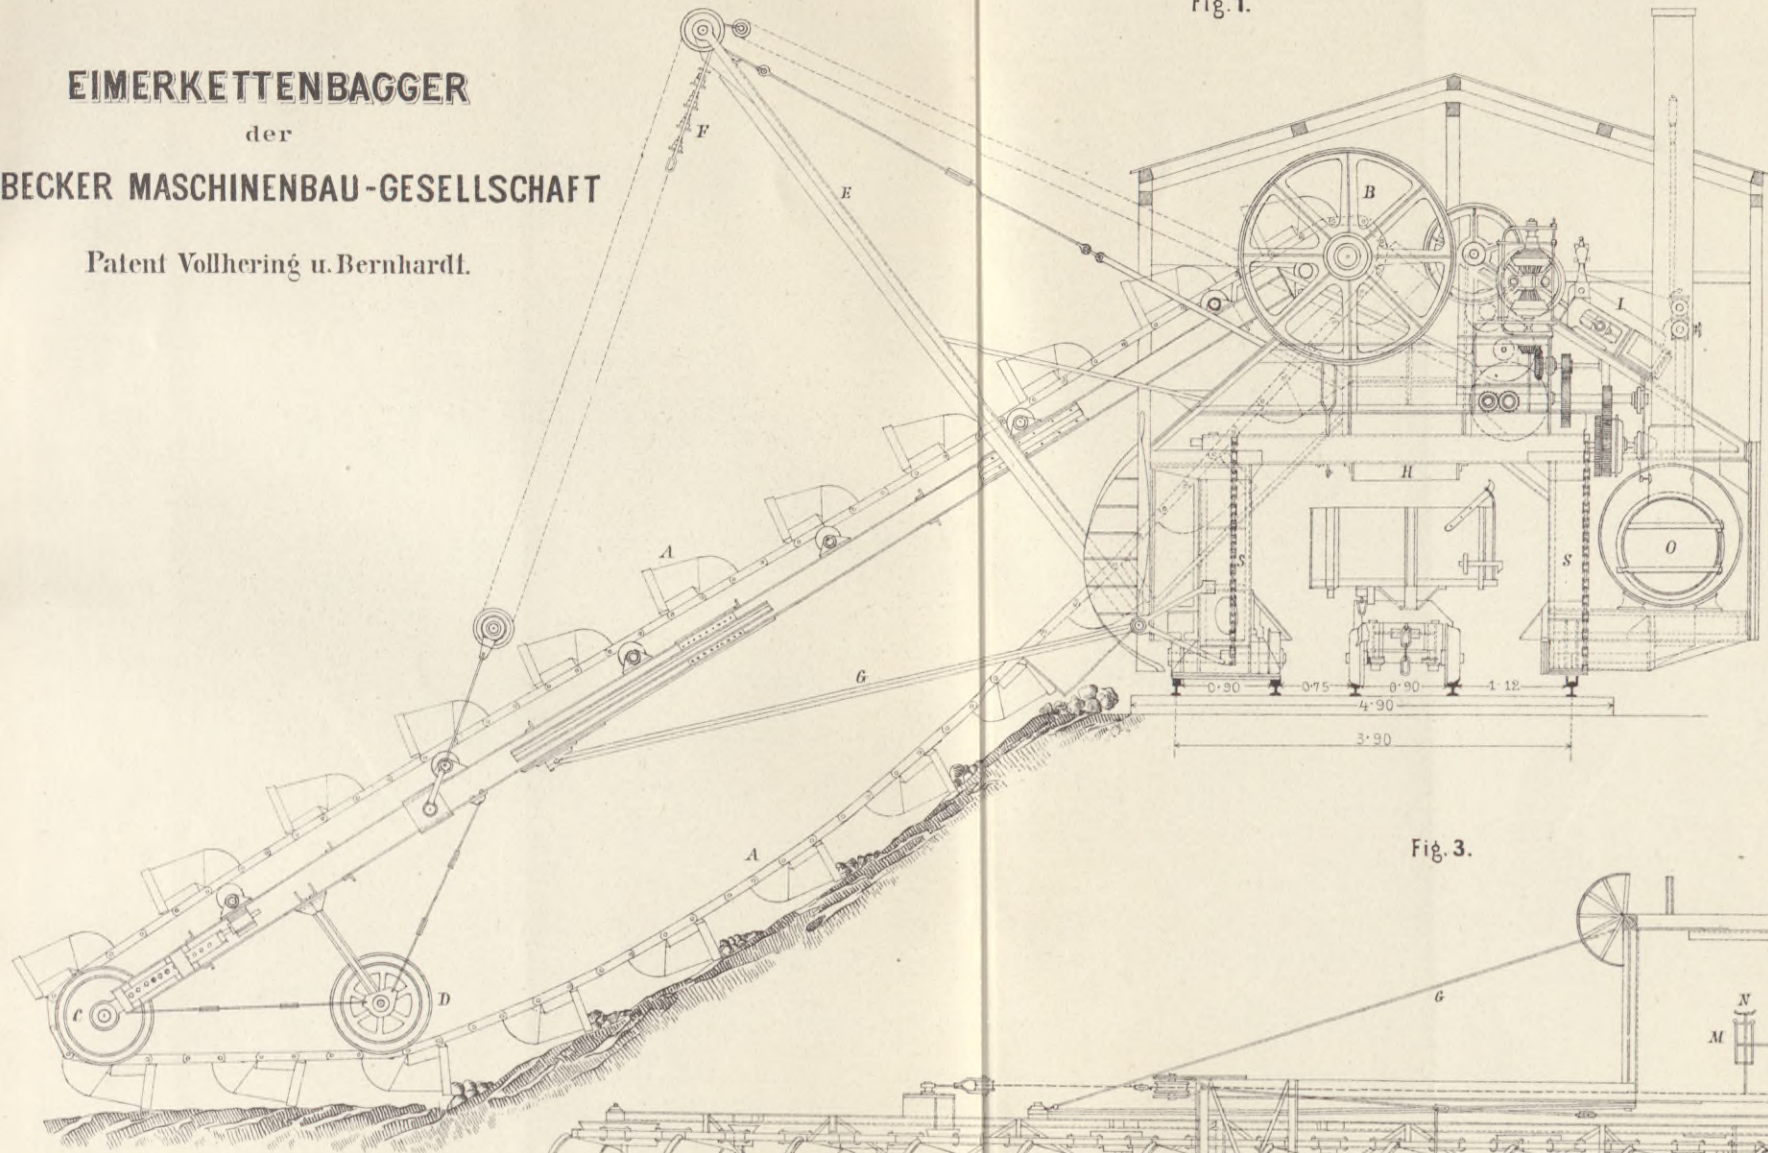 EIMERKETTENBAGGER
der
BECKER MASCHINENBAU-GESELLSCHAFT
Patent Vollhering u. Bernhardt.
Fig. 1.
F
E
B
I
H
A
S
S
O
G
0·90 0·75 0·90 1·12
4·90
3·90
A
Fig. 3.
C
D
G
N
M